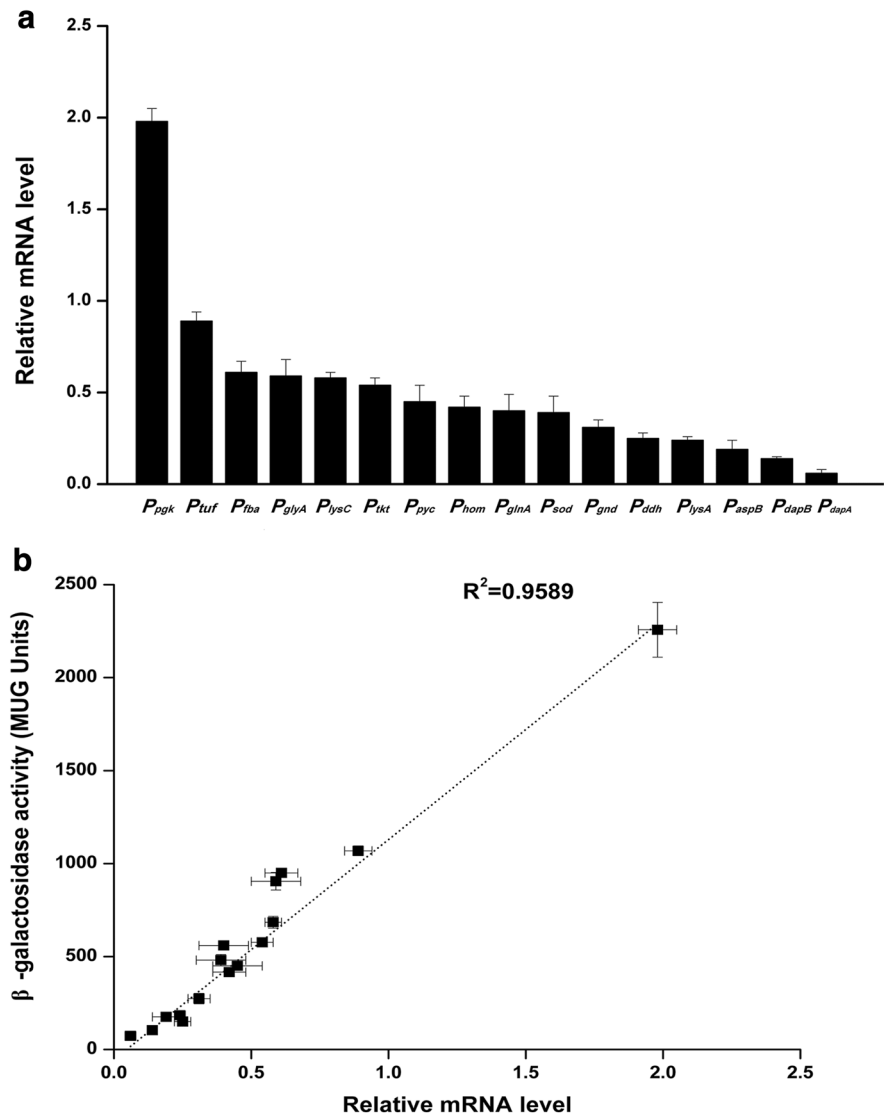 a
Relative mRNA level
2.5
2.0
1.5
1.0
0.5
0.0
Ppgk Ptuf Pfba PglyA PlysC Ptkt Ppyc Phom PglnA Psod Pgnd Pddh PlysA PaspB PdapB PdapA
b
R²=0.9589
β -galactosidase activity (MUG Units)
2500
2000
1500
1000
500
0
0.0 0.5 1.0 1.5 2.0 2.5
Relative mRNA level